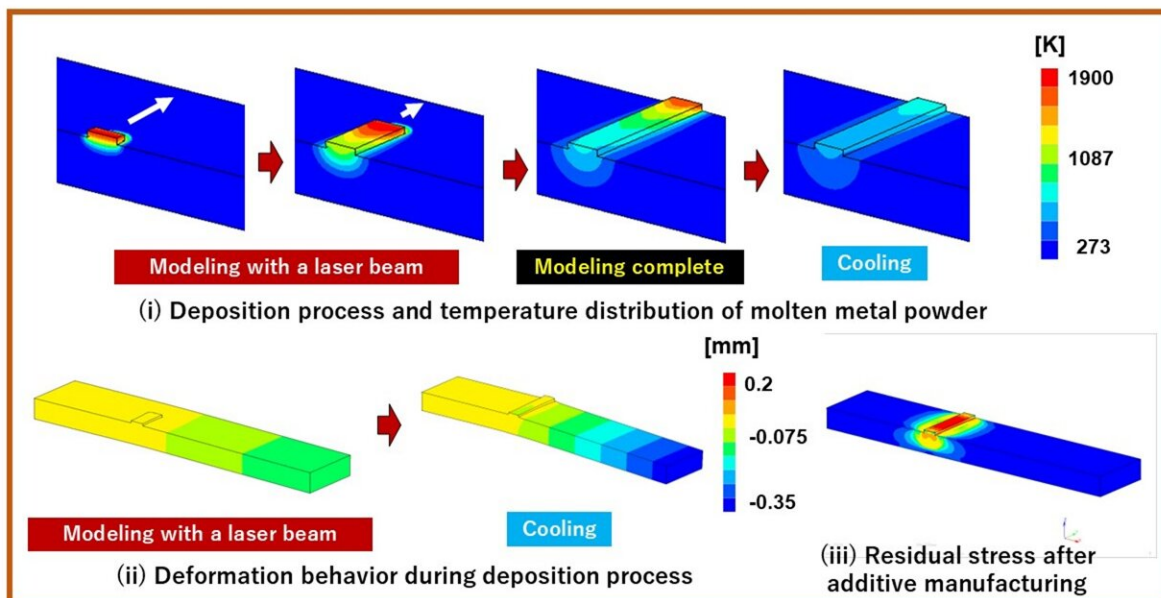 [K]
1900
1087
273
Modeling with a laser beam
Modeling complete
Cooling
(i) Deposition process and temperature distribution of molten metal powder
[mm]
0.2
-0.075
-0.35
Modeling with a laser beam
Cooling
(ii) Deformation behavior during deposition process
(iii) Residual stress after
additive manufacturing